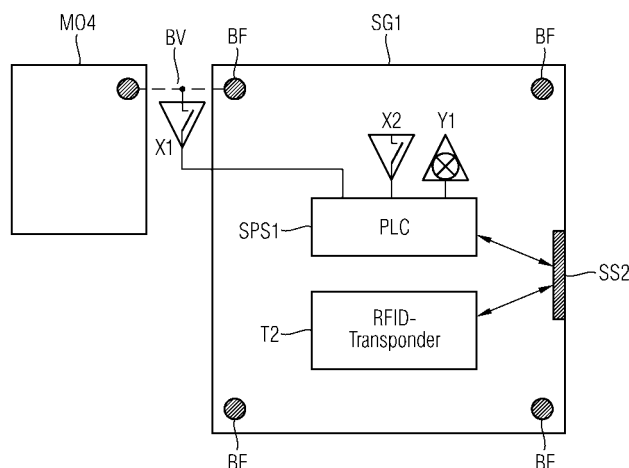 MO4
BV
BF
SG1
BF
X1
X2
Y1
SPS1
PLC
SS2
T2
RFID-
Transponder
BF
BF